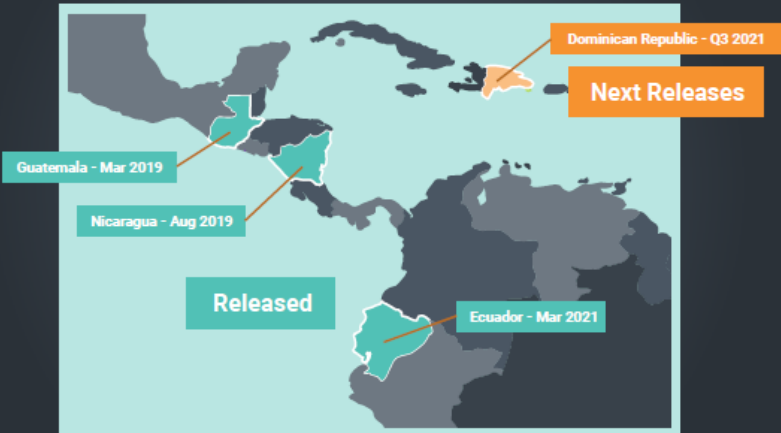 Dominican Republic - Q3 2021
Next Releases
Guatemala - Mar 2019
Nicaragua - Aug 2019
Released
Ecuador - Mar 2021